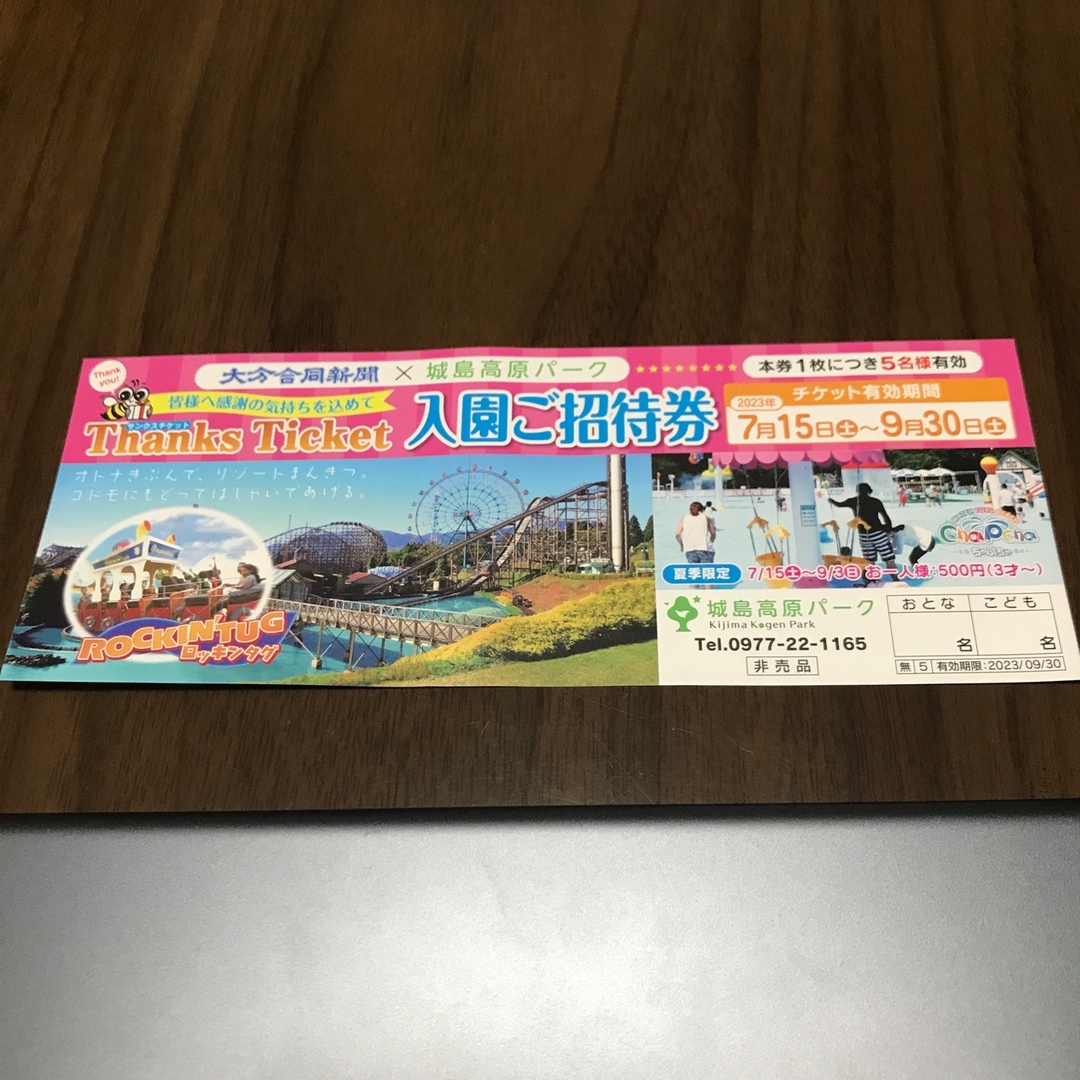 Thank you!
大分合同新聞 × 城島高原パーク
本券1枚につき5名様有効
皆様へ感謝の気持ちを込めて
サンクスチケット
Thanks Ticket
入園ご招待券
チケット有効期間
2023年
7月15日土〜9月30日土
オトナきぶんで、リゾートまんきつ。
コドモにもどってはしゃいであげる。
ROCKIN'TUG
ロッキンタグ
ChaPaCha
ちゃぷちゃ
夏季限定 7/15土〜9/3日 お一人様:500円(3才〜)
城島高原パーク
Kijima Kogen Park
Tel.0977-22-1165
非売品
おとな こども
名 名
無 5 有効期限:2023/09/30